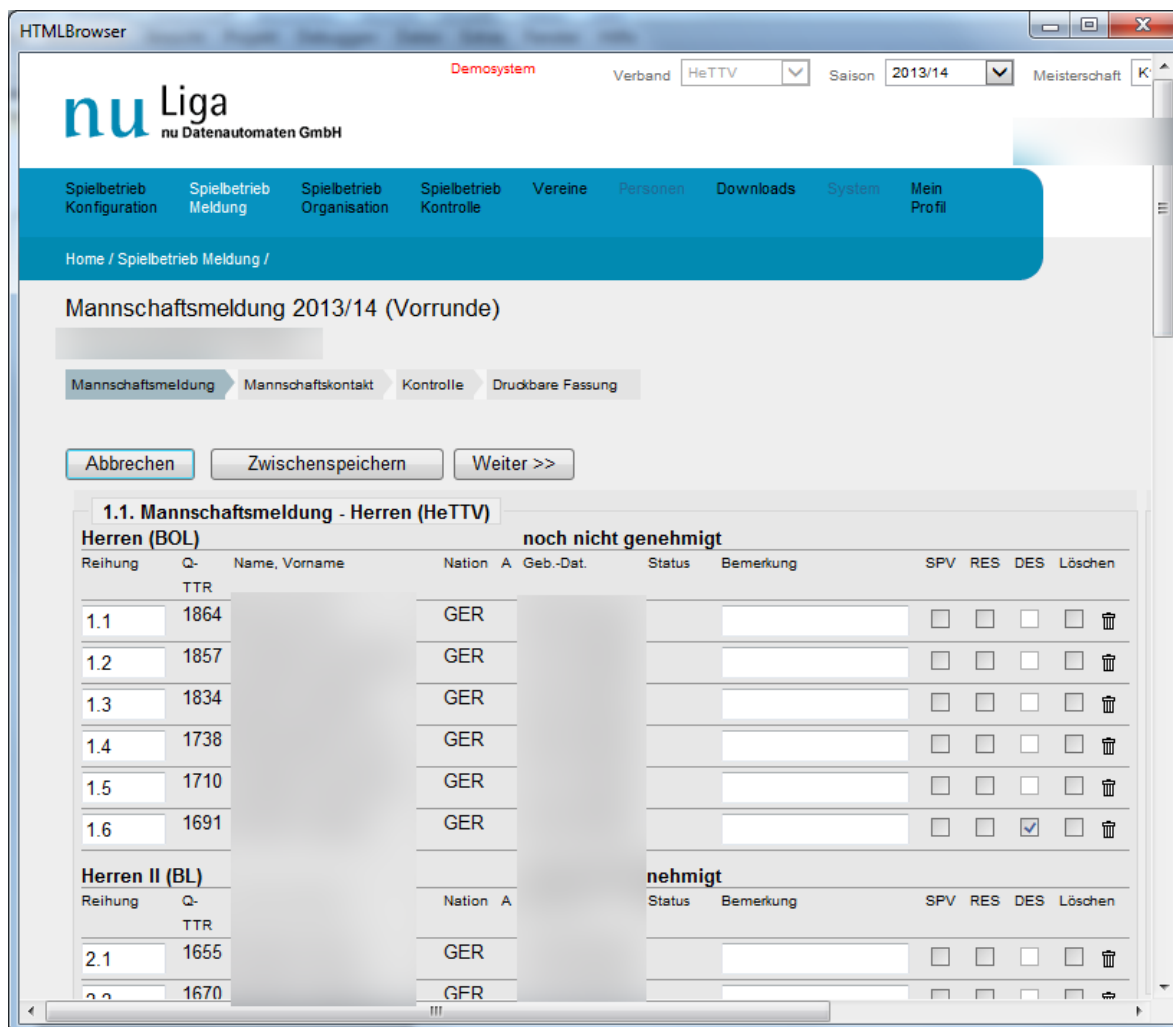 HTMLBrowser
Demosystem
Verband HeTTV Saison 2013/14 Meisterschaft
nu Liga
nu Datenautomaten GmbH
Spielbetrieb Konfiguration Spielbetrieb Meldung Spielbetrieb Organisation Spielbetrieb Kontrolle Vereine Personen Downloads System Mein Profil
Home / Spielbetrieb Meldung /
Mannschaftsmeldung 2013/14 (Vorrunde)
Mannschaftsmeldung Mannschaftskontakt Kontrolle Druckbare Fassung
Abbrechen Zwischenspeichern Weiter >>
1.1. Mannschaftsmeldung - Herren (HeTTV)
Herren (BOL) noch nicht genehmigt
Reihung Q-TTR Name, Vorname Nation A Geb.-Dat. Status Bemerkung SPV RES DES Löschen
1.1 1864 GER
1.2 1857 GER
1.3 1834 GER
1.4 1738 GER
1.5 1710 GER
1.6 1691 GER
Herren II (BL) nehmigt
Reihung Q-TTR Nation A Status Bemerkung SPV RES DES Löschen
2.1 1655 GER
1670 GER